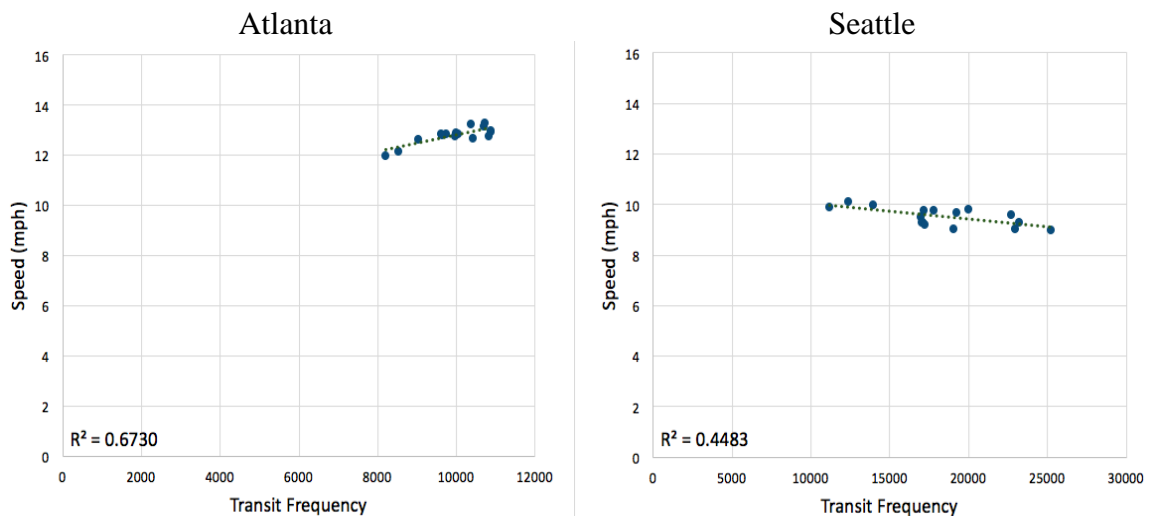 Atlanta
16
14
12
10
8
6
4
2
0
Speed (mph)
R² = 0.6730
0 2000 4000 6000 8000 10000 12000
Transit Frequency
Seattle
16
14
12
10
8
6
4
2
0
Speed (mph)
R² = 0.4483
0 5000 10000 15000 20000 25000 30000
Transit Frequency